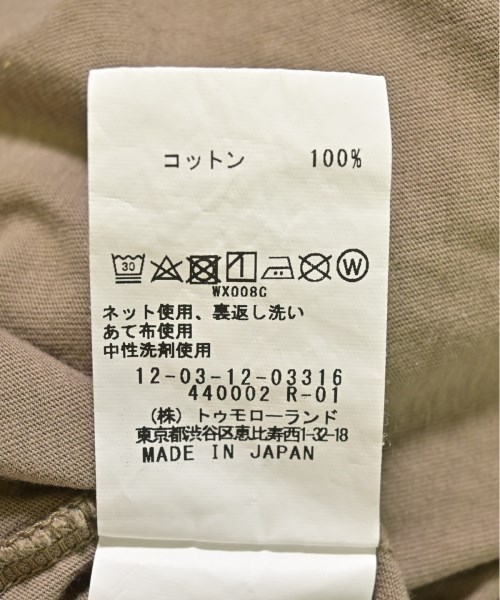 コットン 100%
30 W
WX008G
ネット使用、裏返し洗い
あて布使用
中性洗剤使用
12-03-12-03316
440002 R-01
(株) トゥモローランド
東京都渋谷区恵比寿西1-32-18
MADE IN JAPAN